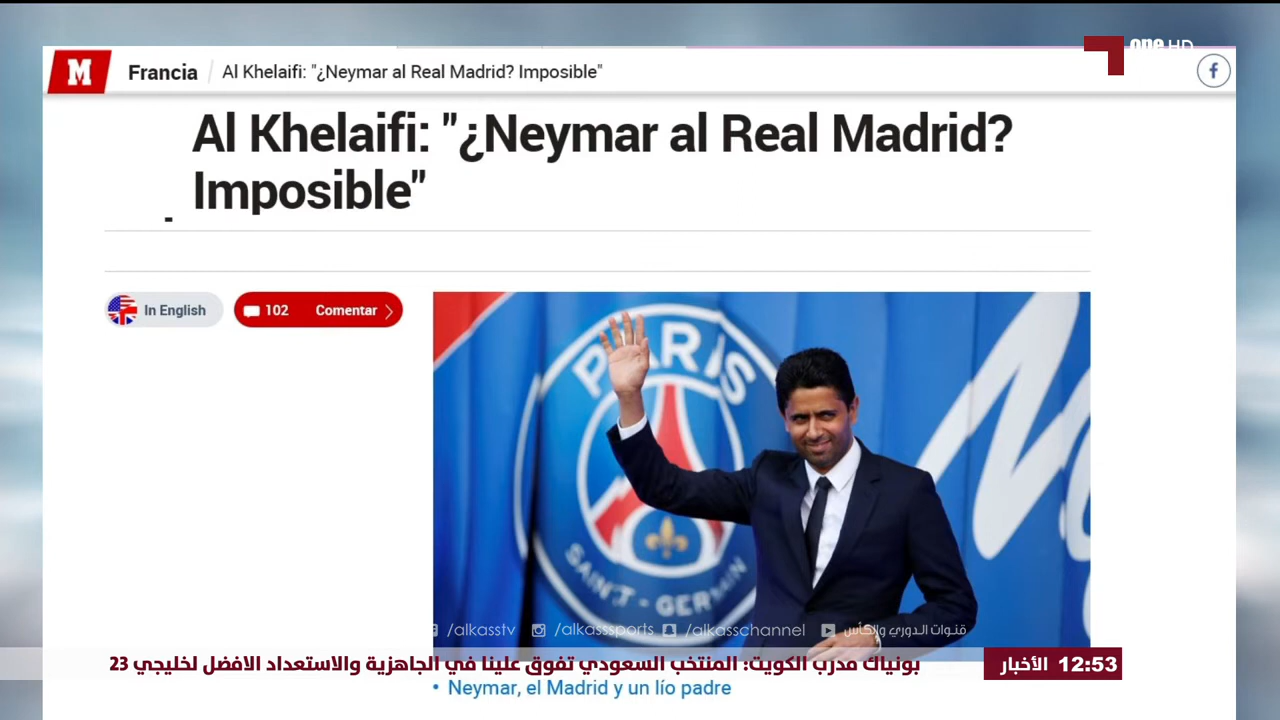 one HD
M
Francia
Al Khelaifi: "¿Neymar al Real Madrid? Imposible"
f
Al Khelaifi: "¿Neymar al Real Madrid?
Imposible"
In English
102
Comentar
PARIS
SAINT-GERMAIN
/alkasstv
/alkasssports
/alkasschannel
قنوات الدوري والكأس
12:53
الأخبار
بونياك مدرب الكويت: المنتخب السعودي تفوق علينا في الجاهزية والاستعداد الافضل لخليجي 23
• Neymar, el Madrid y un lío padre